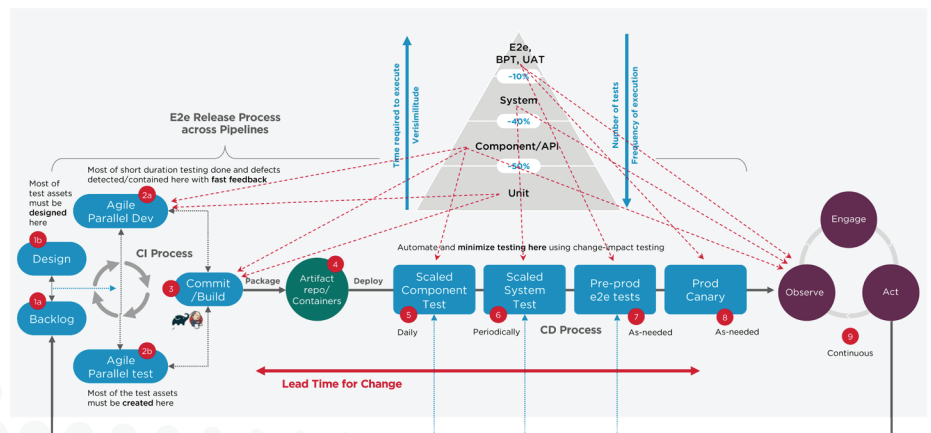 E2e,
BPT, UAT
~10%
System
~40%
Component/API
~50%
Unit
Time required to execute
Verisimilitude
Number of tests
Frequency of execution
E2e Release Process
across Pipelines
Most of
test assets
must be
designed
here
Most of short duration testing done and defects
detected/contained here with fast feedback
2a
Agile
Parallel Dev
1b
Design
CI Process
1a
Backlog
3
Commit
/Build
Package
4
Artifact
repo/
Containers
Deploy
2b
Agile
Parallel test
Most of the test assets
must be created here
Automate and minimize testing here using change-impact testing
Scaled
Component
Test
5
Daily
Scaled
System
Test
6
Periodically
CD Process
Pre-prod
e2e tests
7
As-needed
Prod
Canary
8
As-needed
Engage
Observe
Act
9
Continuous
Lead Time for Change